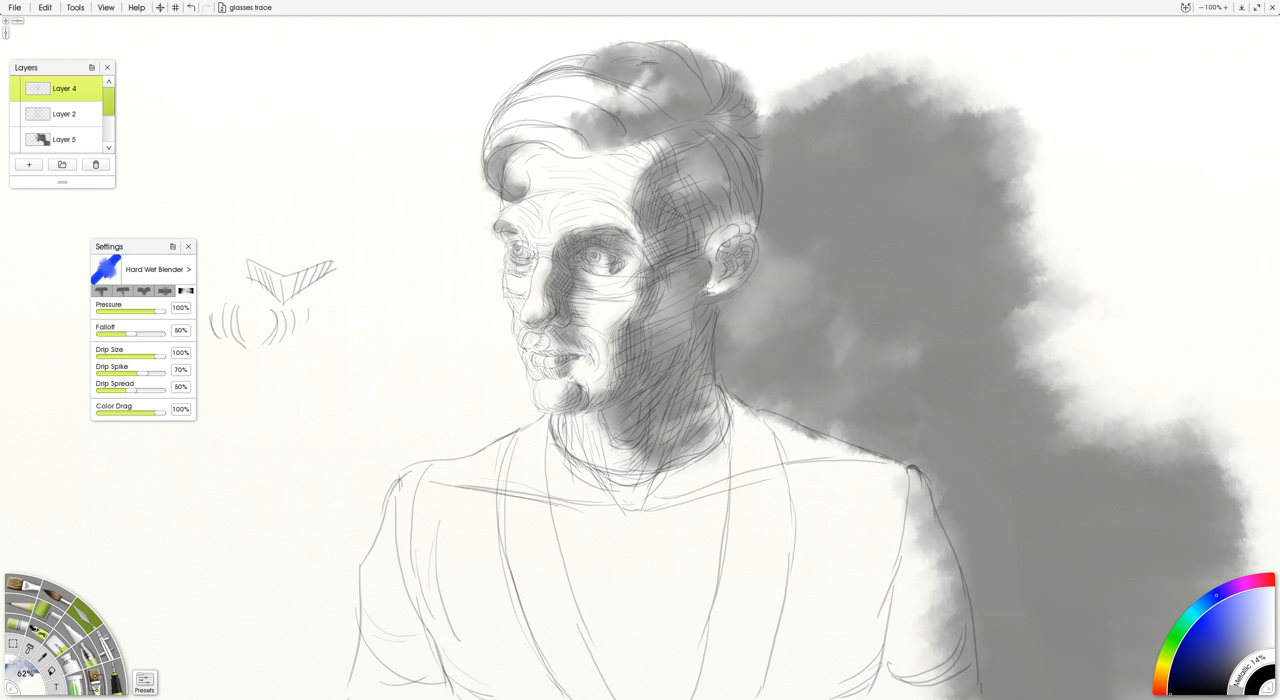 File Edit Tools View Help glasses trace 100%
Layers
Layer 4
Layer 2
Layer 5
Settings
Hard Wet Blender >
Pressure 100%
Falloff 50%
Drip Size 100%
Drip Spike 70%
Drip Spread 50%
Color Drag 100%
62%
T
Presets
Metallic 14%